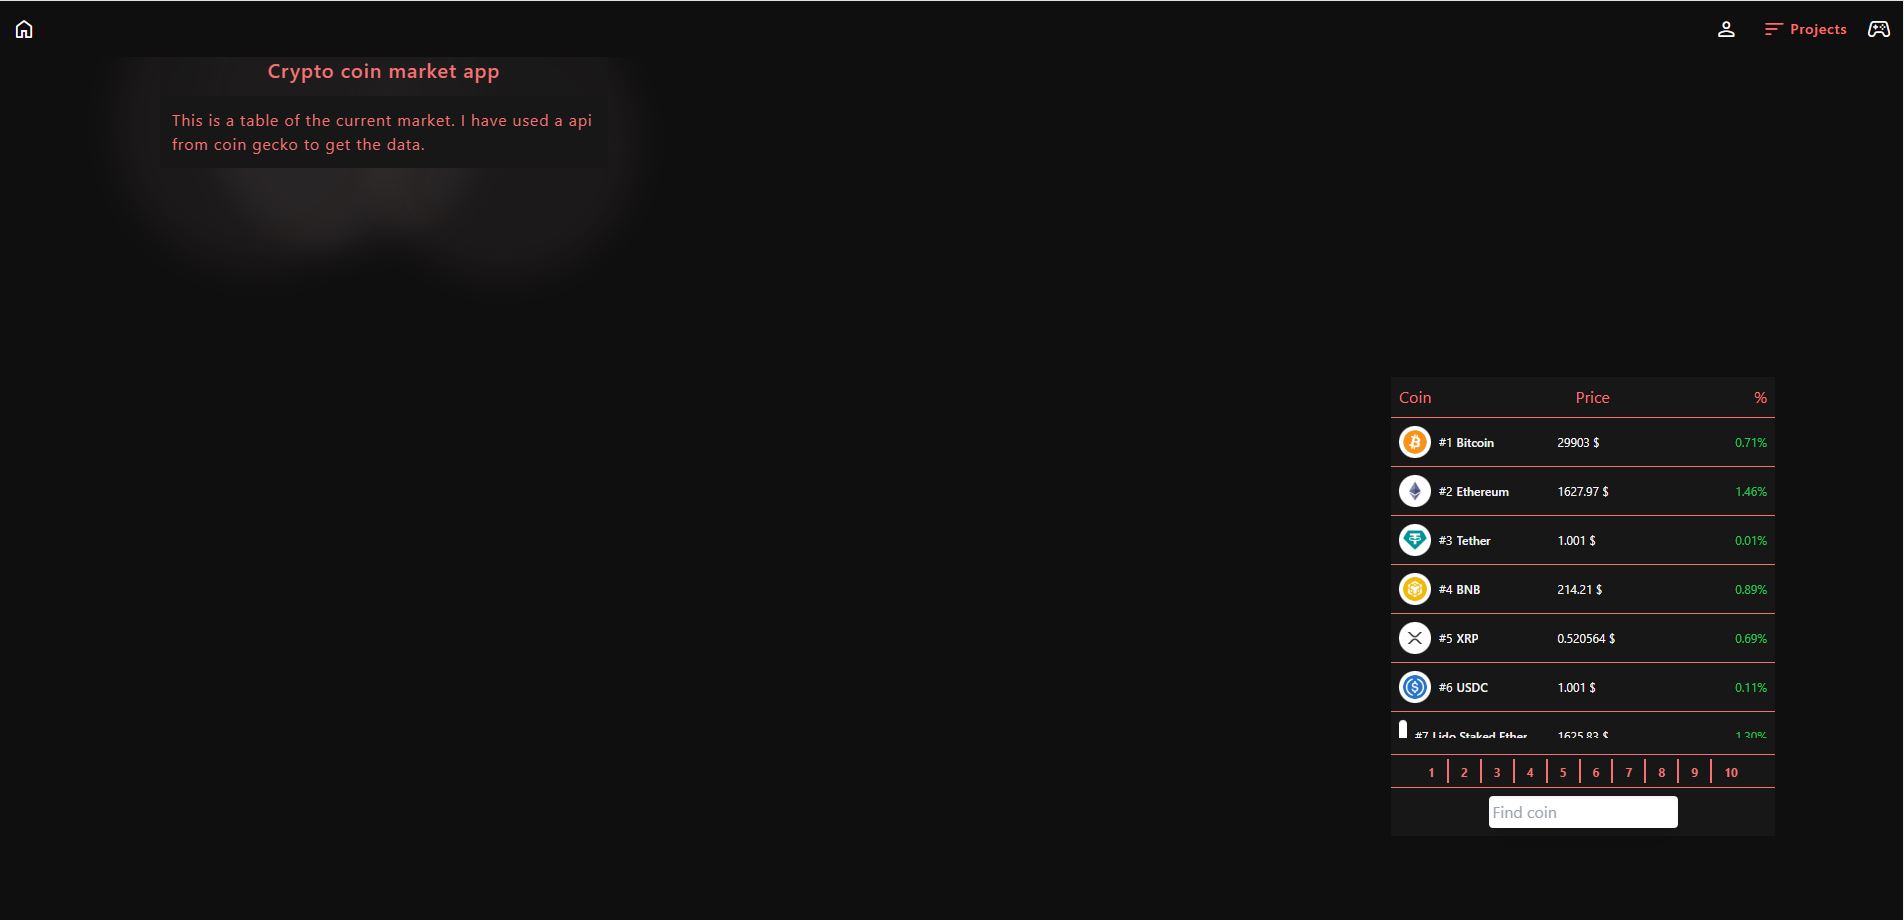 Projects
Crypto coin market app
This is a table of the current market. I have used a api
from coin gecko to get the data.
Coin Price %
#1 Bitcoin 29903 $ 0.71%
#2 Ethereum 1627.97 $ 1.46%
#3 Tether 1.001 $ 0.01%
#4 BNB 214.21 $ 0.89%
#5 XRP 0.520564 $ 0.69%
#6 USDC 1.001 $ 0.11%
#7 Lido Staked Ether 1625.83 $ 1.30%
1 2 3 4 5 6 7 8 9 10
Find coin